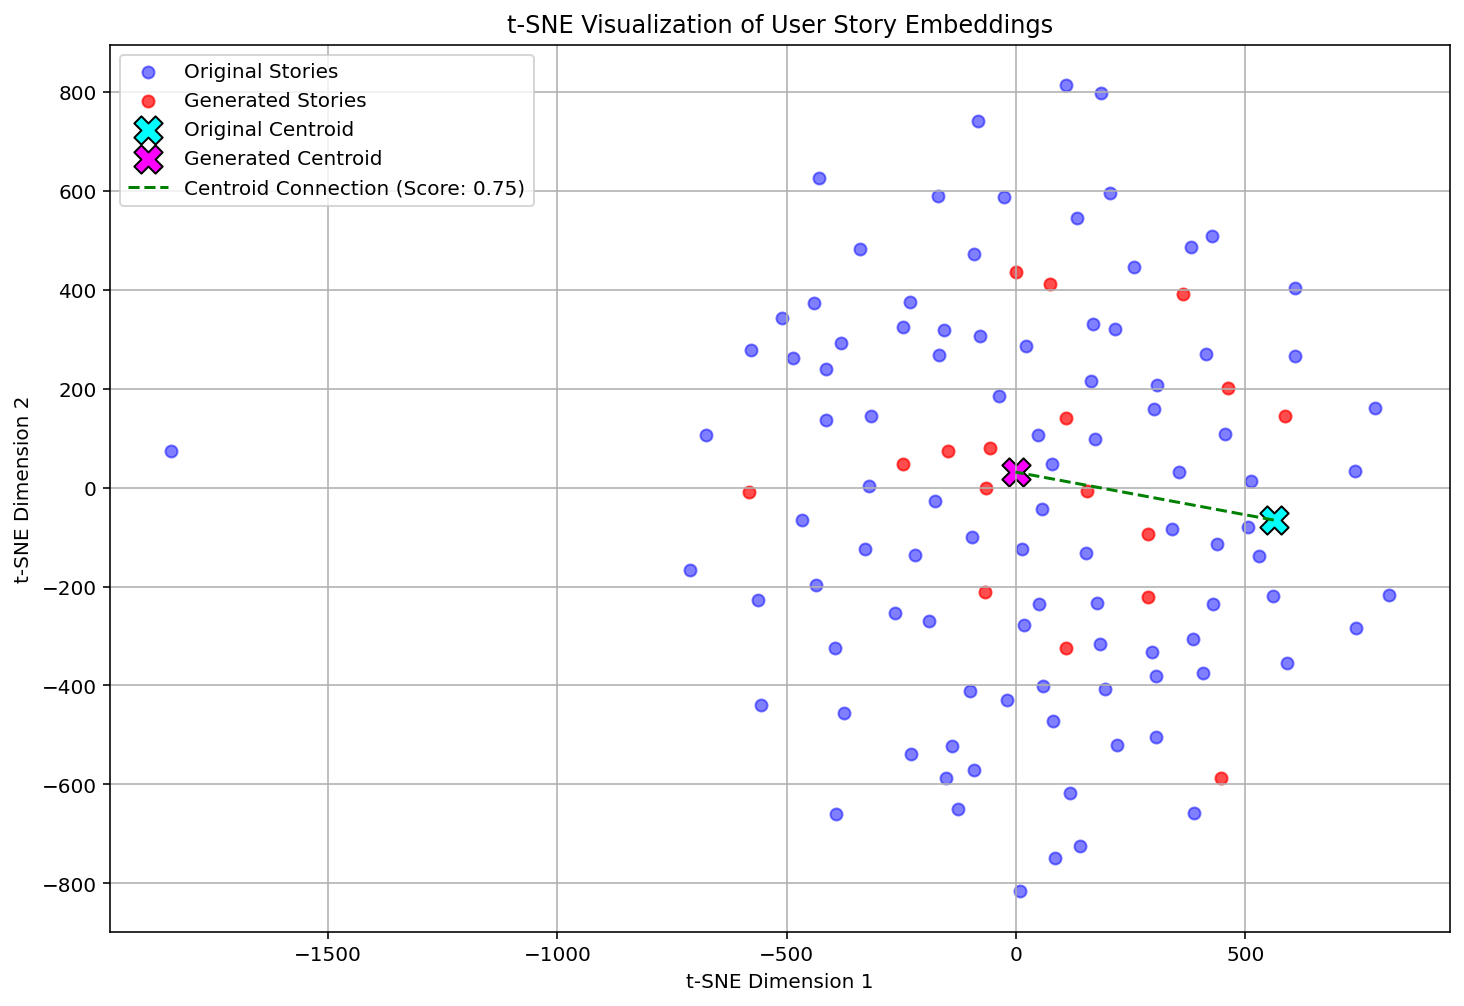 t-SNE Visualization of User Story Embeddings
Original Stories
Generated Stories
Original Centroid
Generated Centroid
Centroid Connection (Score: 0.75)
800
600
400
200
0
−200
−400
−600
−800
t-SNE Dimension 2
−1500
−1000
−500
0
500
t-SNE Dimension 1